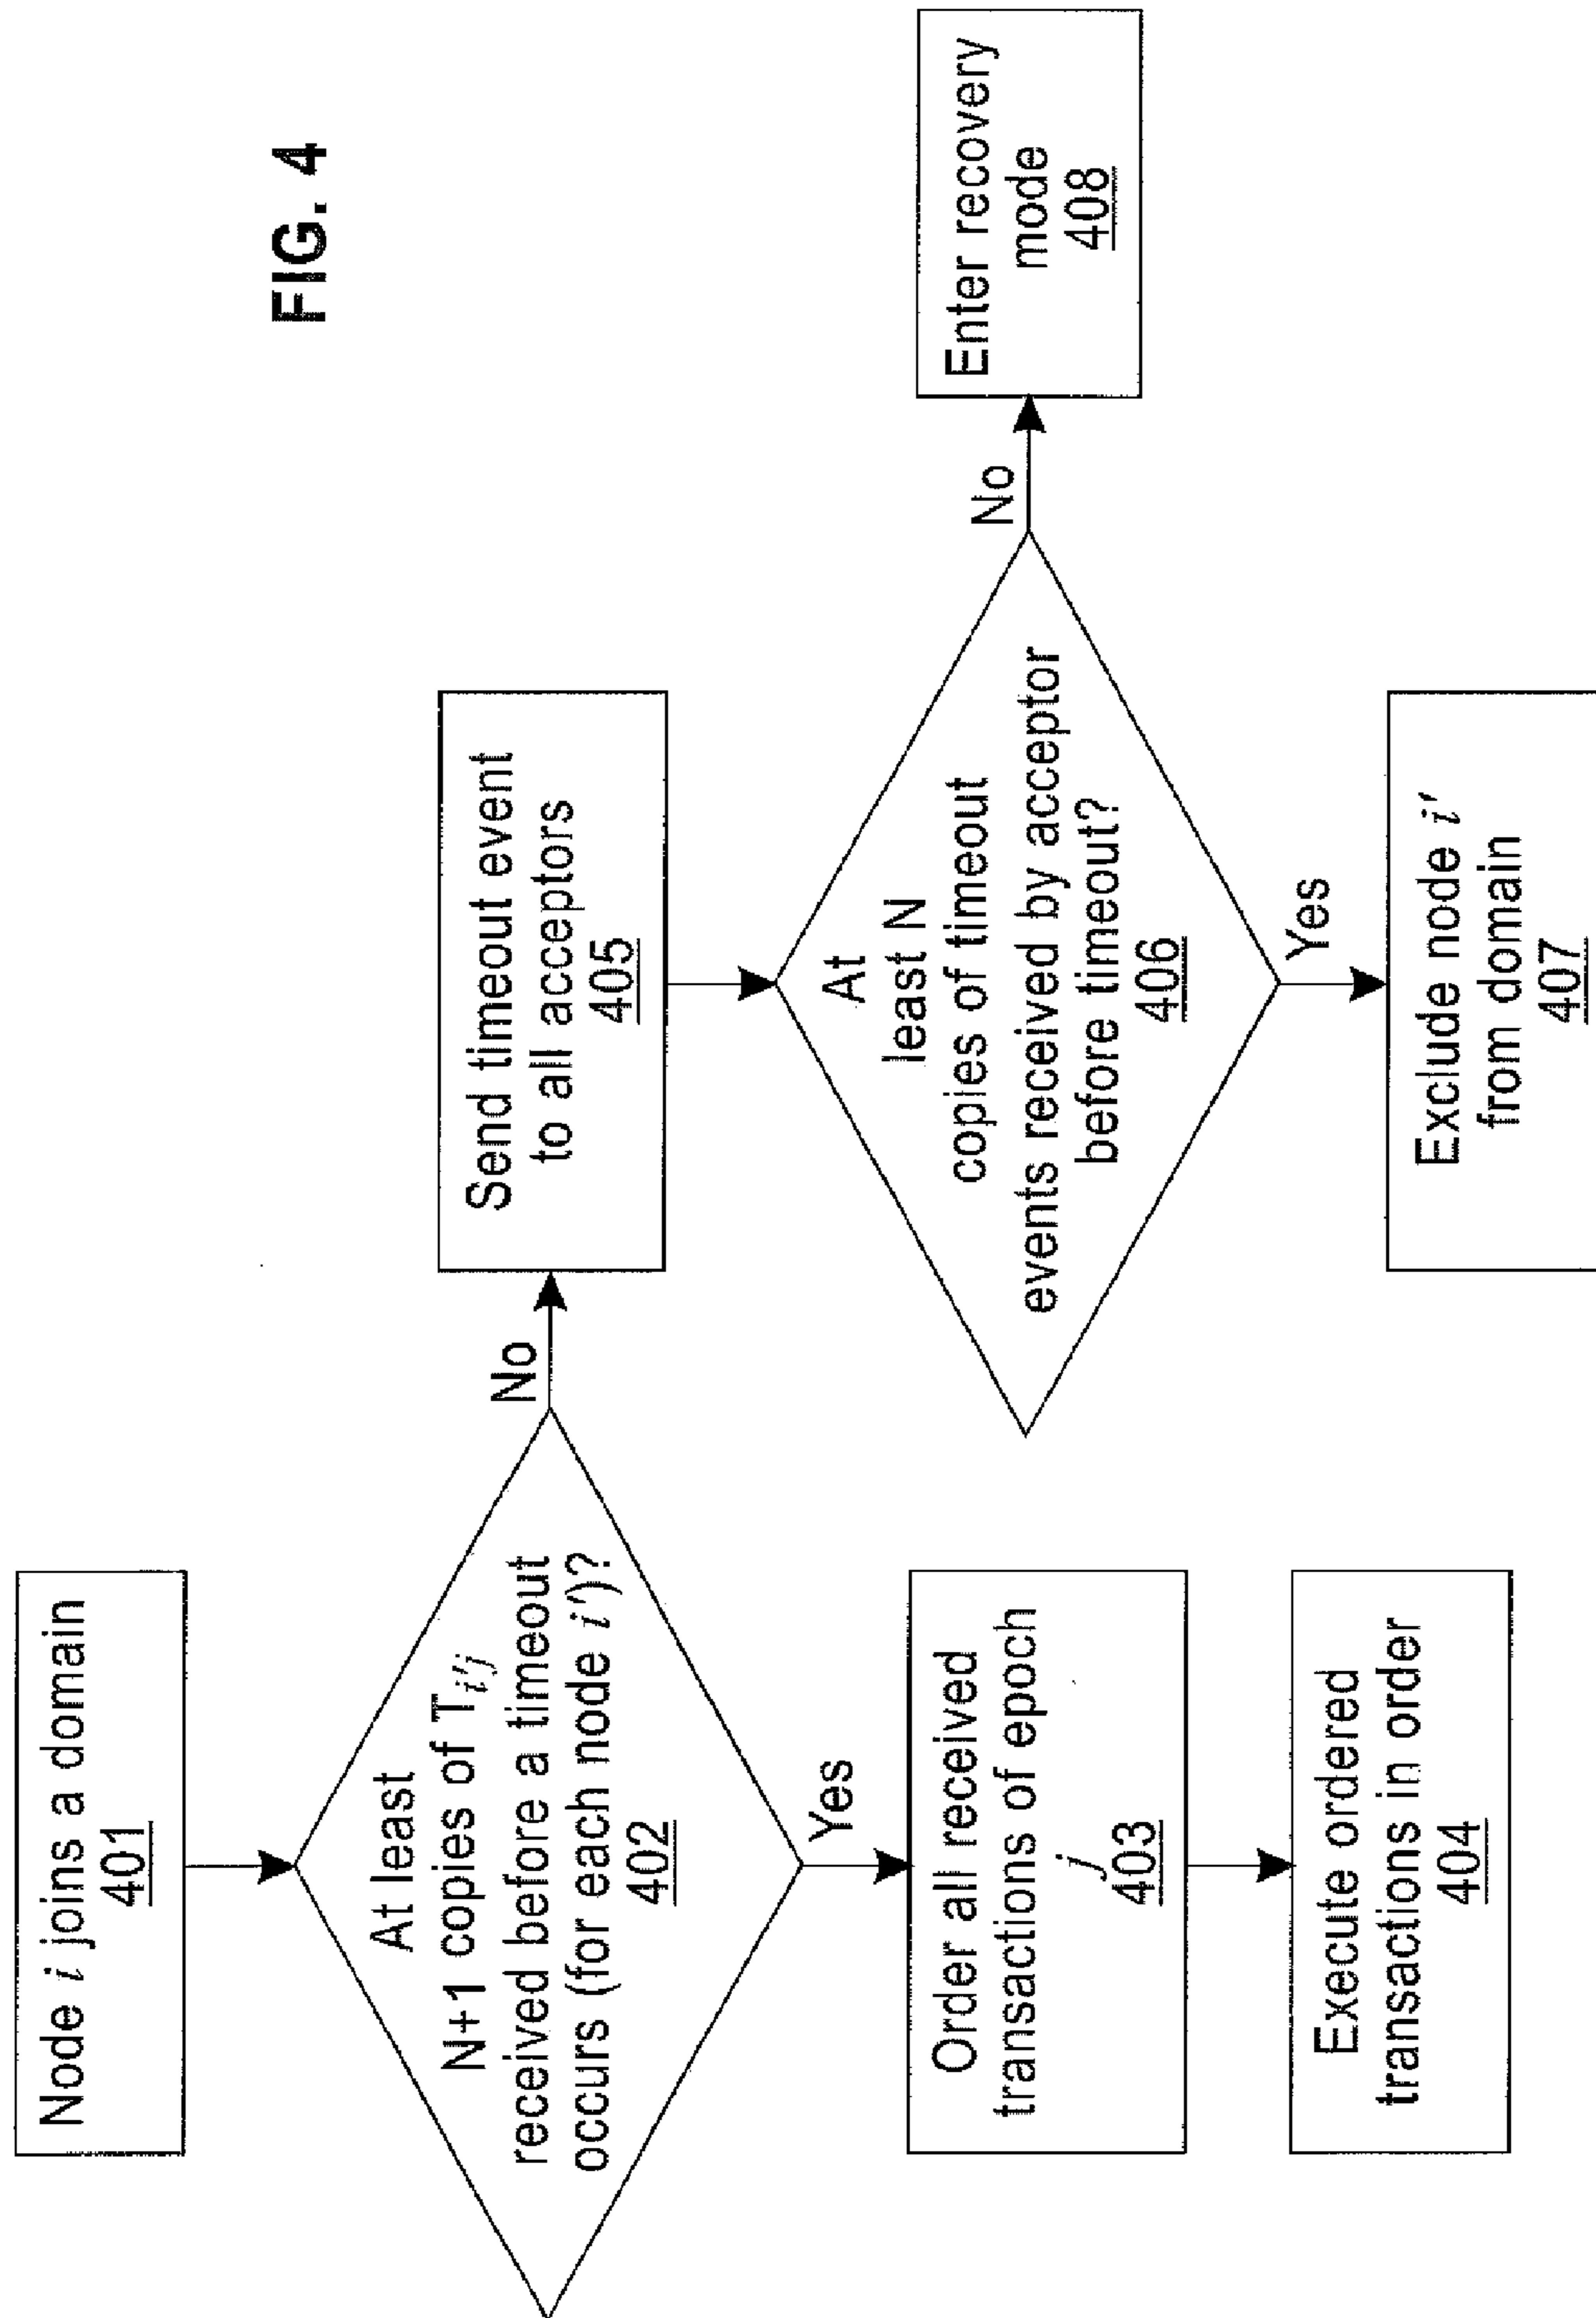 FIG. 4
Node i joins a domain
401
At least
N+1 copies of T i'j
received before a timeout
occurs (for each node i')?
402
No
Yes
Order all received
transactions of epoch
j
403
Execute ordered
transactions in order
404
Send timeout event
to all acceptors
405
At
least N
copies of timeout
events received by acceptor
before timeout?
406
No
Yes
Exclude node i'
from domain
407
Enter recovery
mode
408